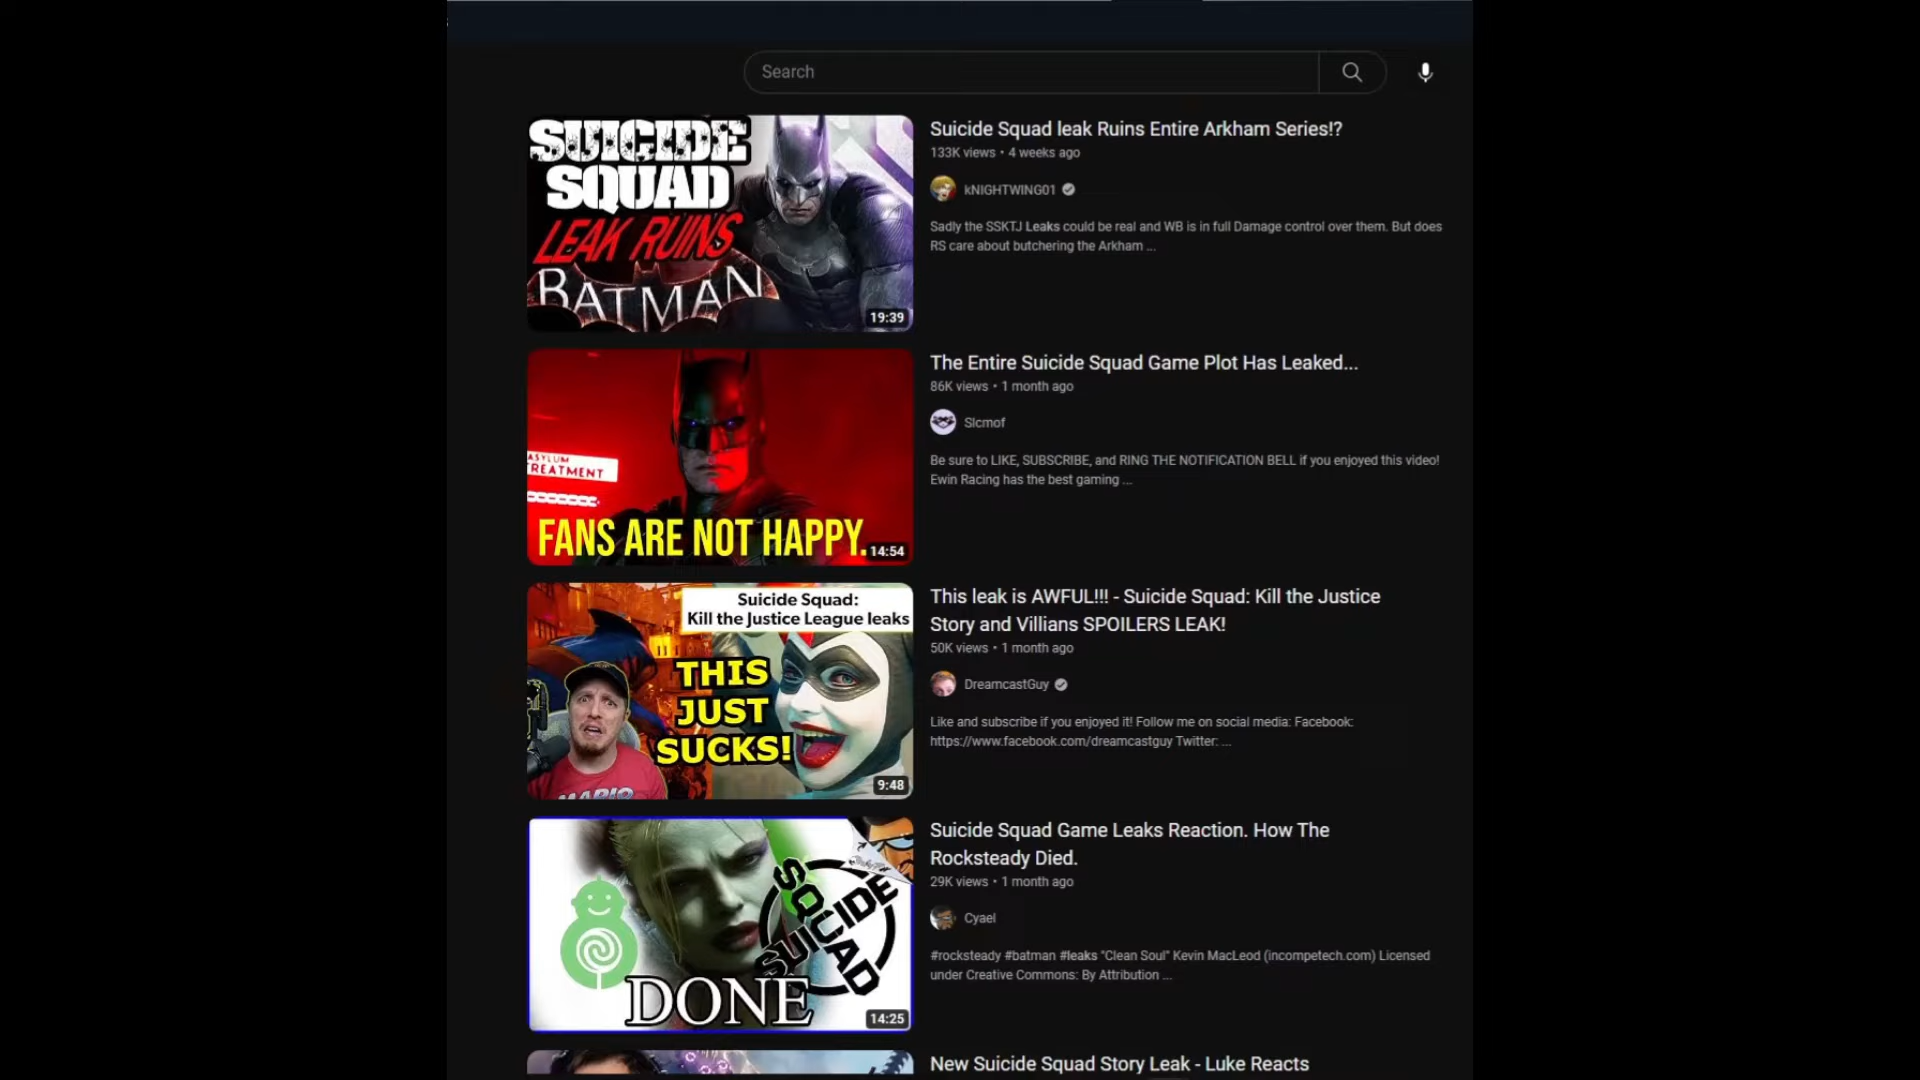 Search
SUICIDE
SQUAD
LEAK RUINS
BATMAN
19:39
Suicide Squad leak Ruins Entire Arkham Series!?
133K views • 4 weeks ago
kNIGHTWING01
Sadly the SSKTJ Leaks could be real and WB is in full Damage control over them. But does
RS care about butchering the Arkham ...
ASYLUM
TREATMENT
FANS ARE NOT HAPPY.
14:54
The Entire Suicide Squad Game Plot Has Leaked...
86K views • 1 month ago
Slcmof
Be sure to LIKE, SUBSCRIBE, and RING THE NOTIFICATION BELL if you enjoyed this video!
Ewin Racing has the best gaming ...
Suicide Squad:
Kill the Justice League leaks
THIS
JUST
SUCKS!
MARIO
9:48
This leak is AWFUL!!! - Suicide Squad: Kill the Justice
Story and Villians SPOILERS LEAK!
50K views • 1 month ago
DreamcastGuy
Like and subscribe if you enjoyed it! Follow me on social media: Facebook:
https://www.facebook.com/dreamcastguy Twitter: ...
SUICIDE
SQUAD
DONE
14:25
Suicide Squad Game Leaks Reaction. How The
Rocksteady Died.
29K views • 1 month ago
Cyael
#rocksteady #batman #leaks "Clean Soul" Kevin MacLeod (incompetech.com) Licensed
under Creative Commons: By Attribution ...
New Suicide Squad Story Leak - Luke Reacts